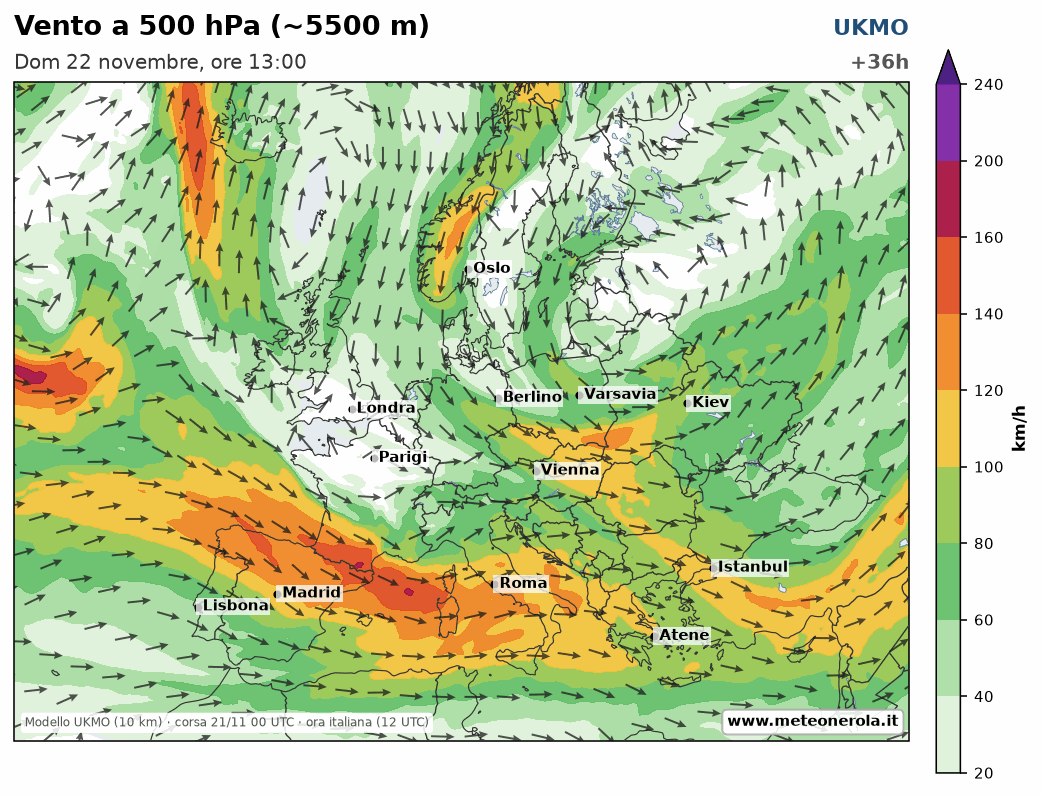 Vento a 500 hPa (~5500 m)
UKMO
Dom 22 novembre, ore 13:00
+36h
240
200
160
140
120
100
80
60
40
20
km/h
Oslo
Berlino
Varsavia
Kiev
Londra
Parigi
Vienna
Istanbul
Roma
Madrid
Lisbona
Atene
Modello UKMO (10 km) · corsa 21/11 00 UTC · ora italiana (12 UTC)
www.meteonerola.it